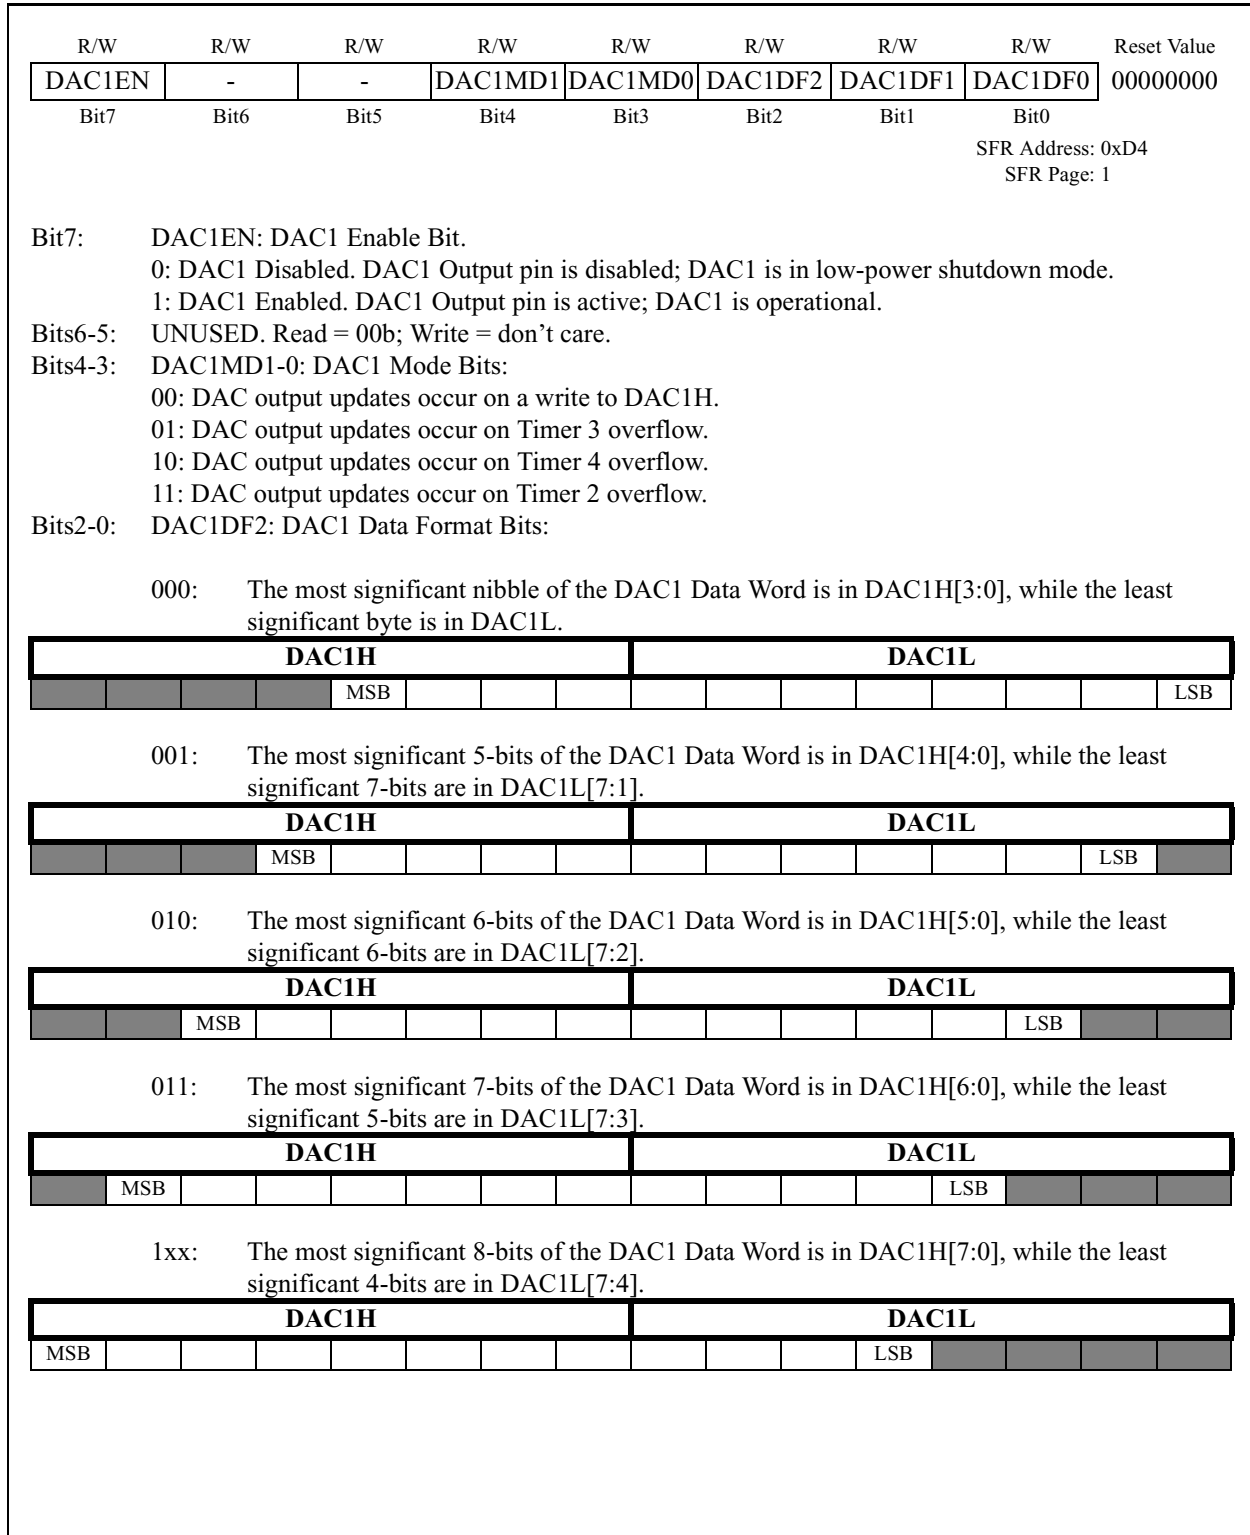 R/W R/W R/W R/W R/W R/W R/W R/W Reset Value
DAC1EN - - DAC1MD1 DAC1MD0 DAC1DF2 DAC1DF1 DAC1DF0 00000000
Bit7 Bit6 Bit5 Bit4 Bit3 Bit2 Bit1 Bit0
SFR Address: 0xD4
SFR Page: 1
Bit7: DAC1EN: DAC1 Enable Bit.
0: DAC1 Disabled. DAC1 Output pin is disabled; DAC1 is in low-power shutdown mode.
1: DAC1 Enabled. DAC1 Output pin is active; DAC1 is operational.
Bits6-5: UNUSED. Read = 00b; Write = don’t care.
Bits4-3: DAC1MD1-0: DAC1 Mode Bits:
00: DAC output updates occur on a write to DAC1H.
01: DAC output updates occur on Timer 3 overflow.
10: DAC output updates occur on Timer 4 overflow.
11: DAC output updates occur on Timer 2 overflow.
Bits2-0: DAC1DF2: DAC1 Data Format Bits:
000: The most significant nibble of the DAC1 Data Word is in DAC1H[3:0], while the least
significant byte is in DAC1L.
DAC1H DAC1L
MSB LSB
001: The most significant 5-bits of the DAC1 Data Word is in DAC1H[4:0], while the least
significant 7-bits are in DAC1L[7:1].
DAC1H DAC1L
MSB LSB
010: The most significant 6-bits of the DAC1 Data Word is in DAC1H[5:0], while the least
significant 6-bits are in DAC1L[7:2].
DAC1H DAC1L
MSB LSB
011: The most significant 7-bits of the DAC1 Data Word is in DAC1H[6:0], while the least
significant 5-bits are in DAC1L[7:3].
DAC1H DAC1L
MSB LSB
1xx: The most significant 8-bits of the DAC1 Data Word is in DAC1H[7:0], while the least
significant 4-bits are in DAC1L[7:4].
DAC1H DAC1L
MSB LSB